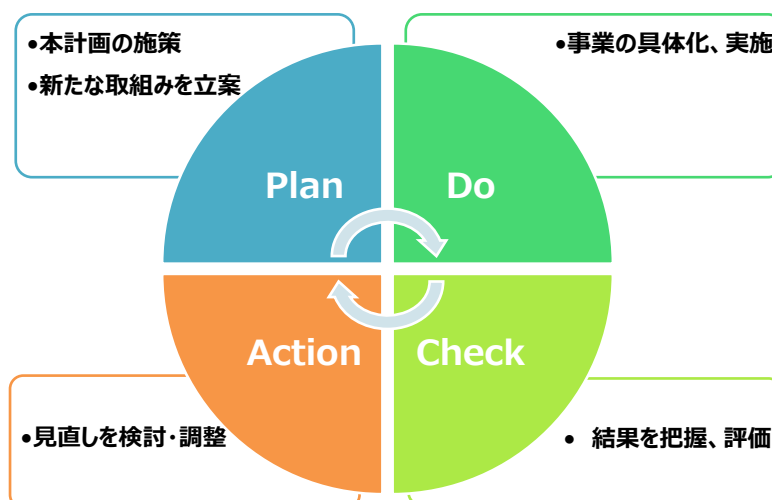 •本計画の施策
•新たな取組みを立案
•事業の具体化、実施
Plan
Do
Action
Check
•見直しを検討・調整
• 結果を把握、評価